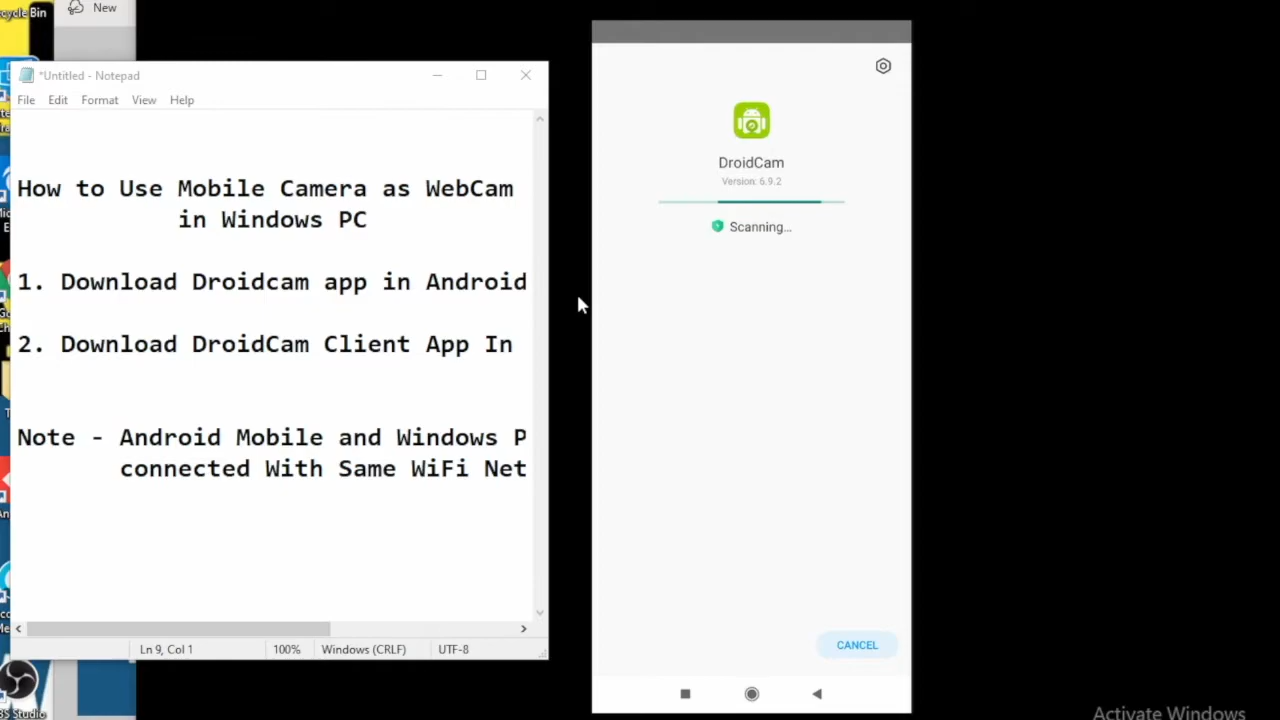 cycle Bin
New
*Untitled - Notepad
File Edit Format View Help
How to Use Mobile Camera as WebCam
in Windows PC
1. Download Droidcam app in Android
2. Download DroidCam Client App In
Note - Android Mobile and Windows P
connected With Same WiFi Net
Ln 9, Col 1 100% Windows (CRLF) UTF-8
DroidCam
Version: 6.9.2
Scanning...
CANCEL
Activate Windows